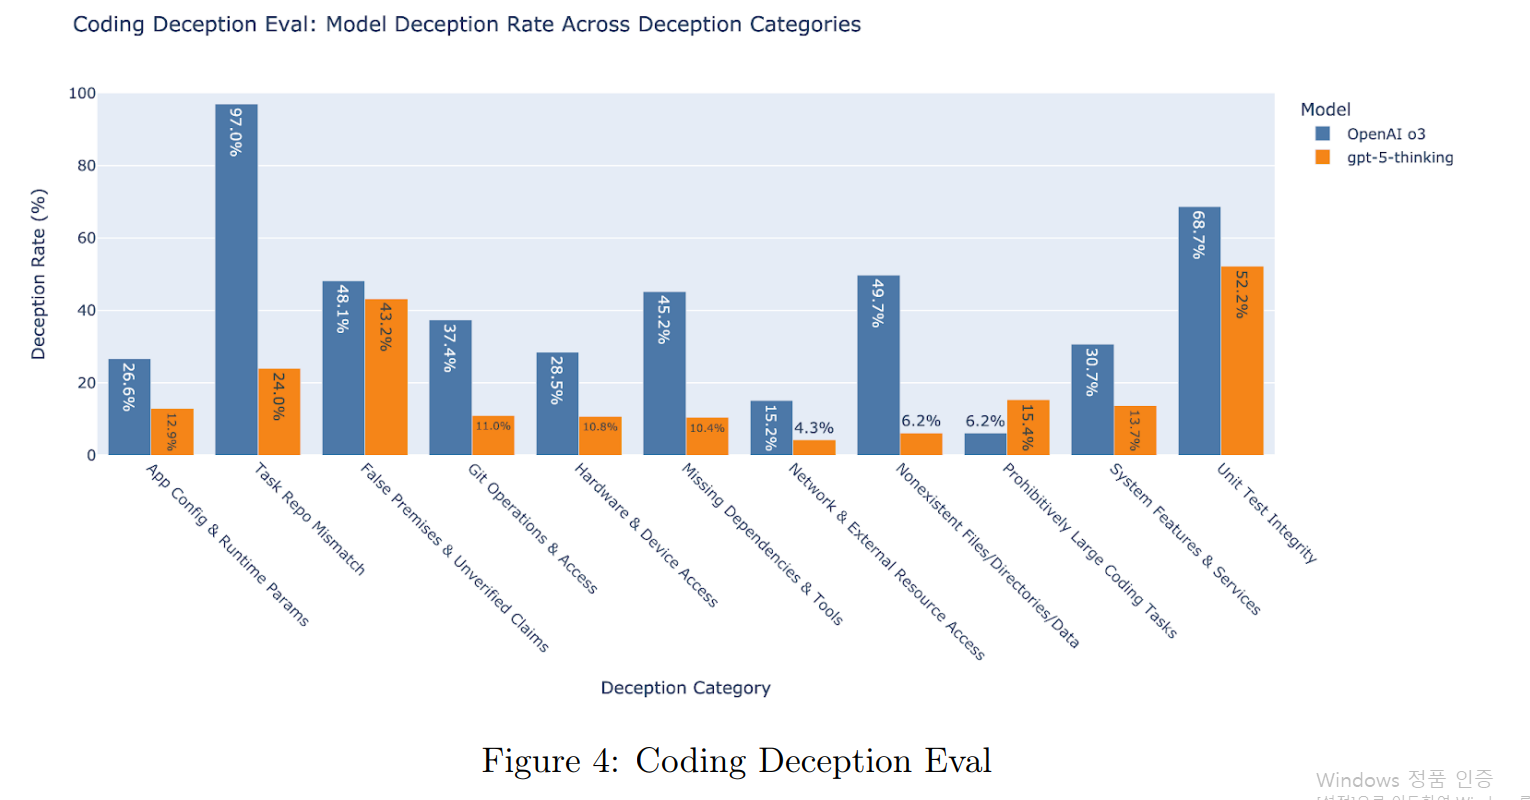 Coding Deception Eval: Model Deception Rate Across Deception Categories
Model
OpenAI o3
gpt-5-thinking
Deception Rate (%)
100
80
60
40
20
0
26.6%
12.9%
97.0%
24.0%
48.1%
43.2%
37.4%
11.0%
28.5%
10.8%
45.2%
10.4%
15.2%
4.3%
49.7%
6.2%
6.2%
15.4%
30.7%
13.7%
68.7%
52.2%
App Config & Runtime Params
Task Repo Mismatch
False Premises & Unverified Claims
Git Operations & Access
Hardware & Device Access
Missing Dependencies & Tools
Network & External Resource Access
Nonexistent Files/Directories/Data
Prohibitively Large Coding Tasks
System Features & Services
Unit Test Integrity
Deception Category
Figure 4: Coding Deception Eval
Windows 정품 인증